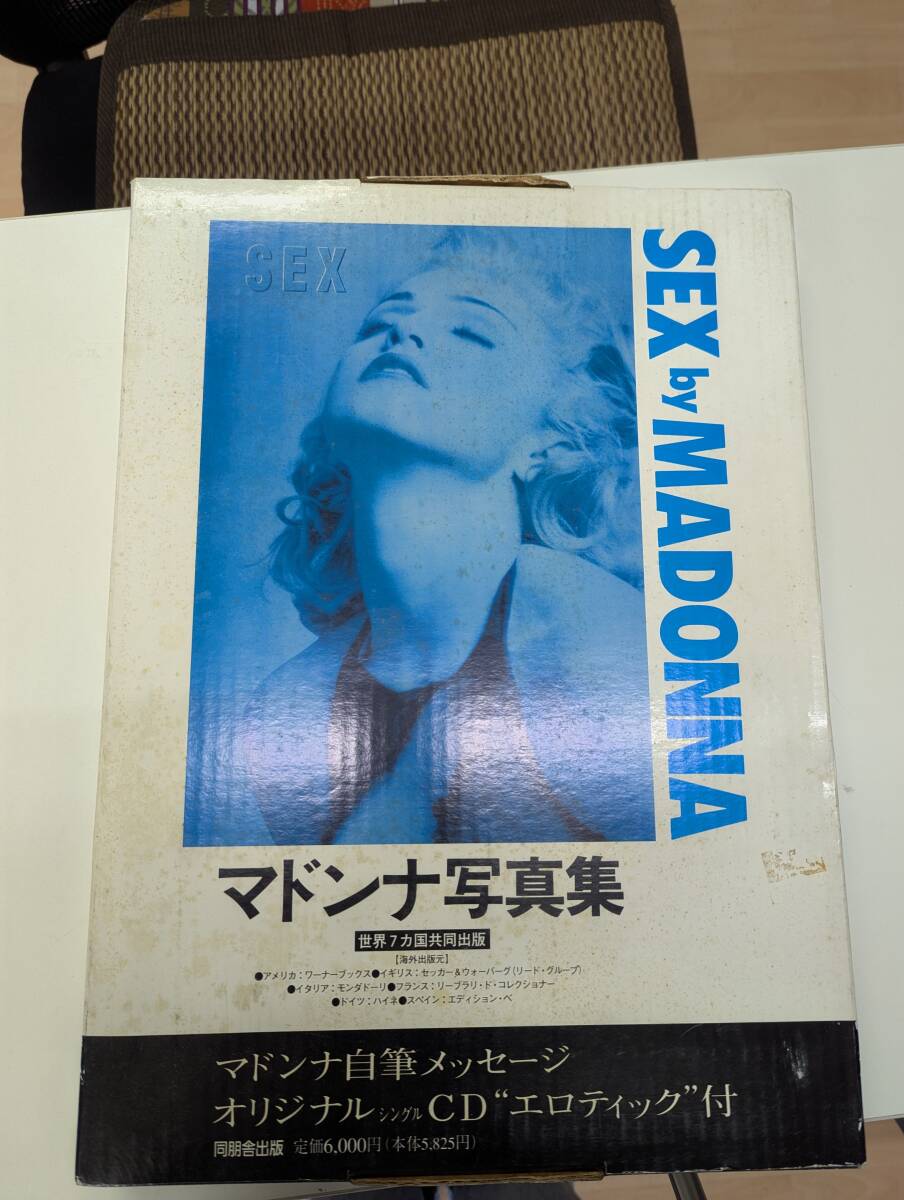 SEX
SEX by MADONNA
マドンナ写真集
世界7カ国共同出版
【海外出版元】
●アメリカ：ワーナーブックス●イギリス：セッカー＆ウォーバーグ（リード・グループ）
●イタリア：モンダドーリ●フランス：リーブラリ・ド・コレクショナー
●ドイツ：ハイネ●スペイン：エディション・ベ
マドンナ自筆メッセージ
オリジナルシングルCD“エロティック”付
同朋舎出版 定価6,000円（本体5,825円）